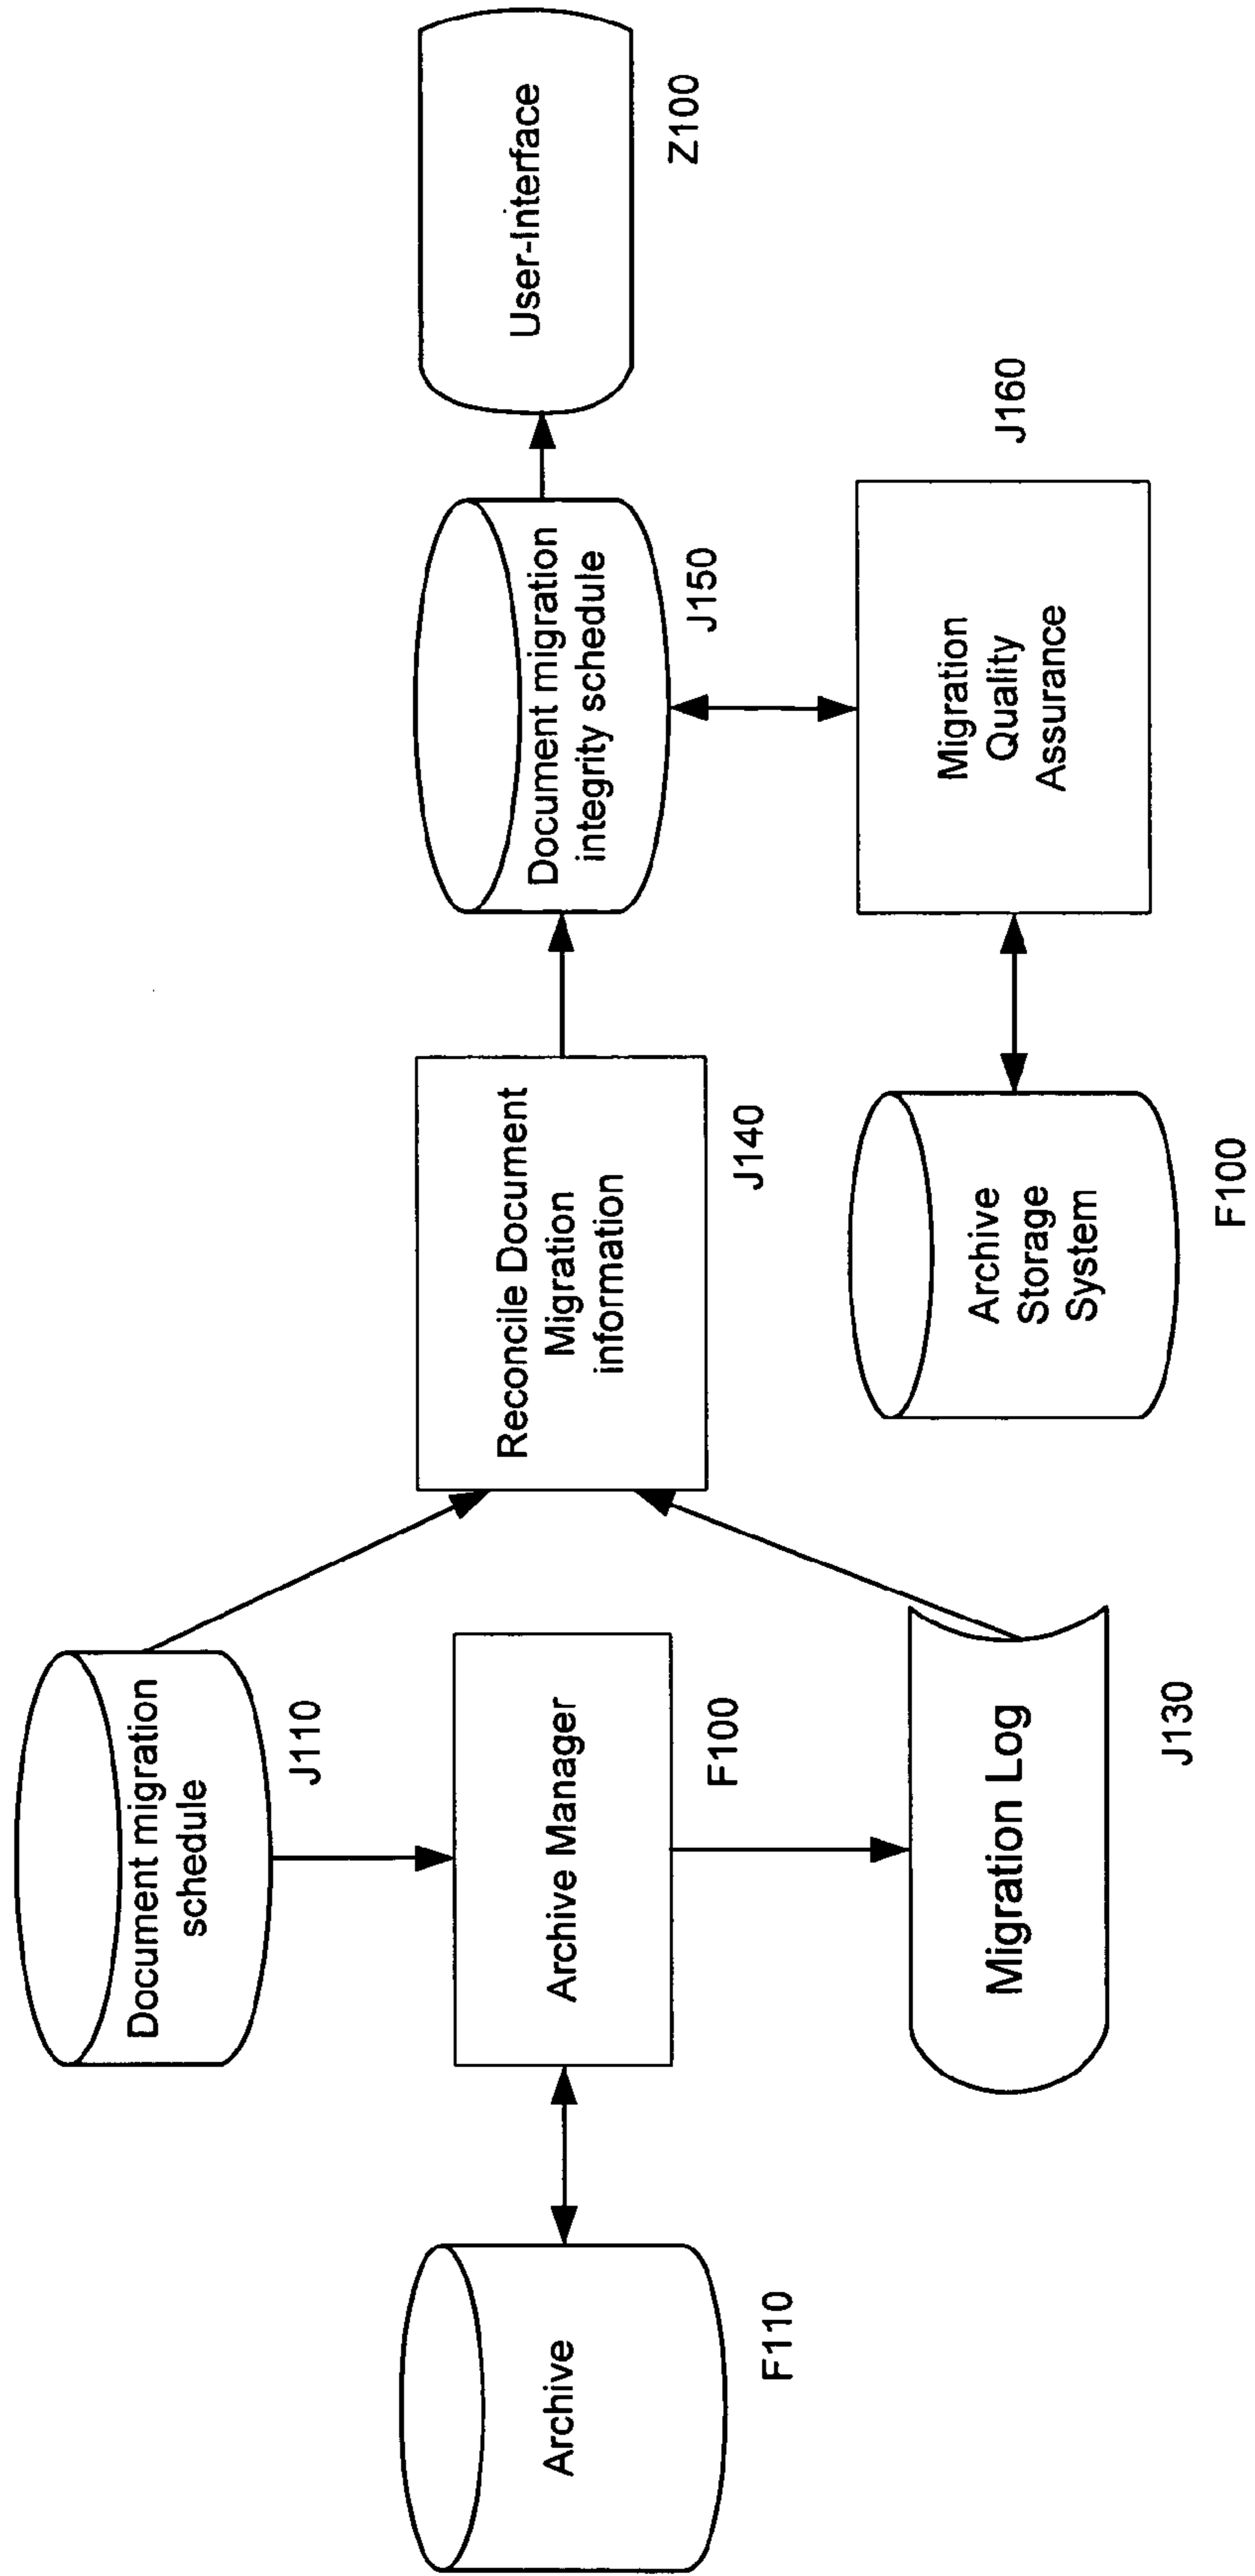 Document migration
schedule
J110
Archive
F110
Archive Manager
F100
Migration Log
J130
Reconcile Document
Migration
information
J140
Document migration
integrity schedule
J150
User-Interface
Z100
Archive
Storage
System
F100
Migration
Quality
Assurance
J160